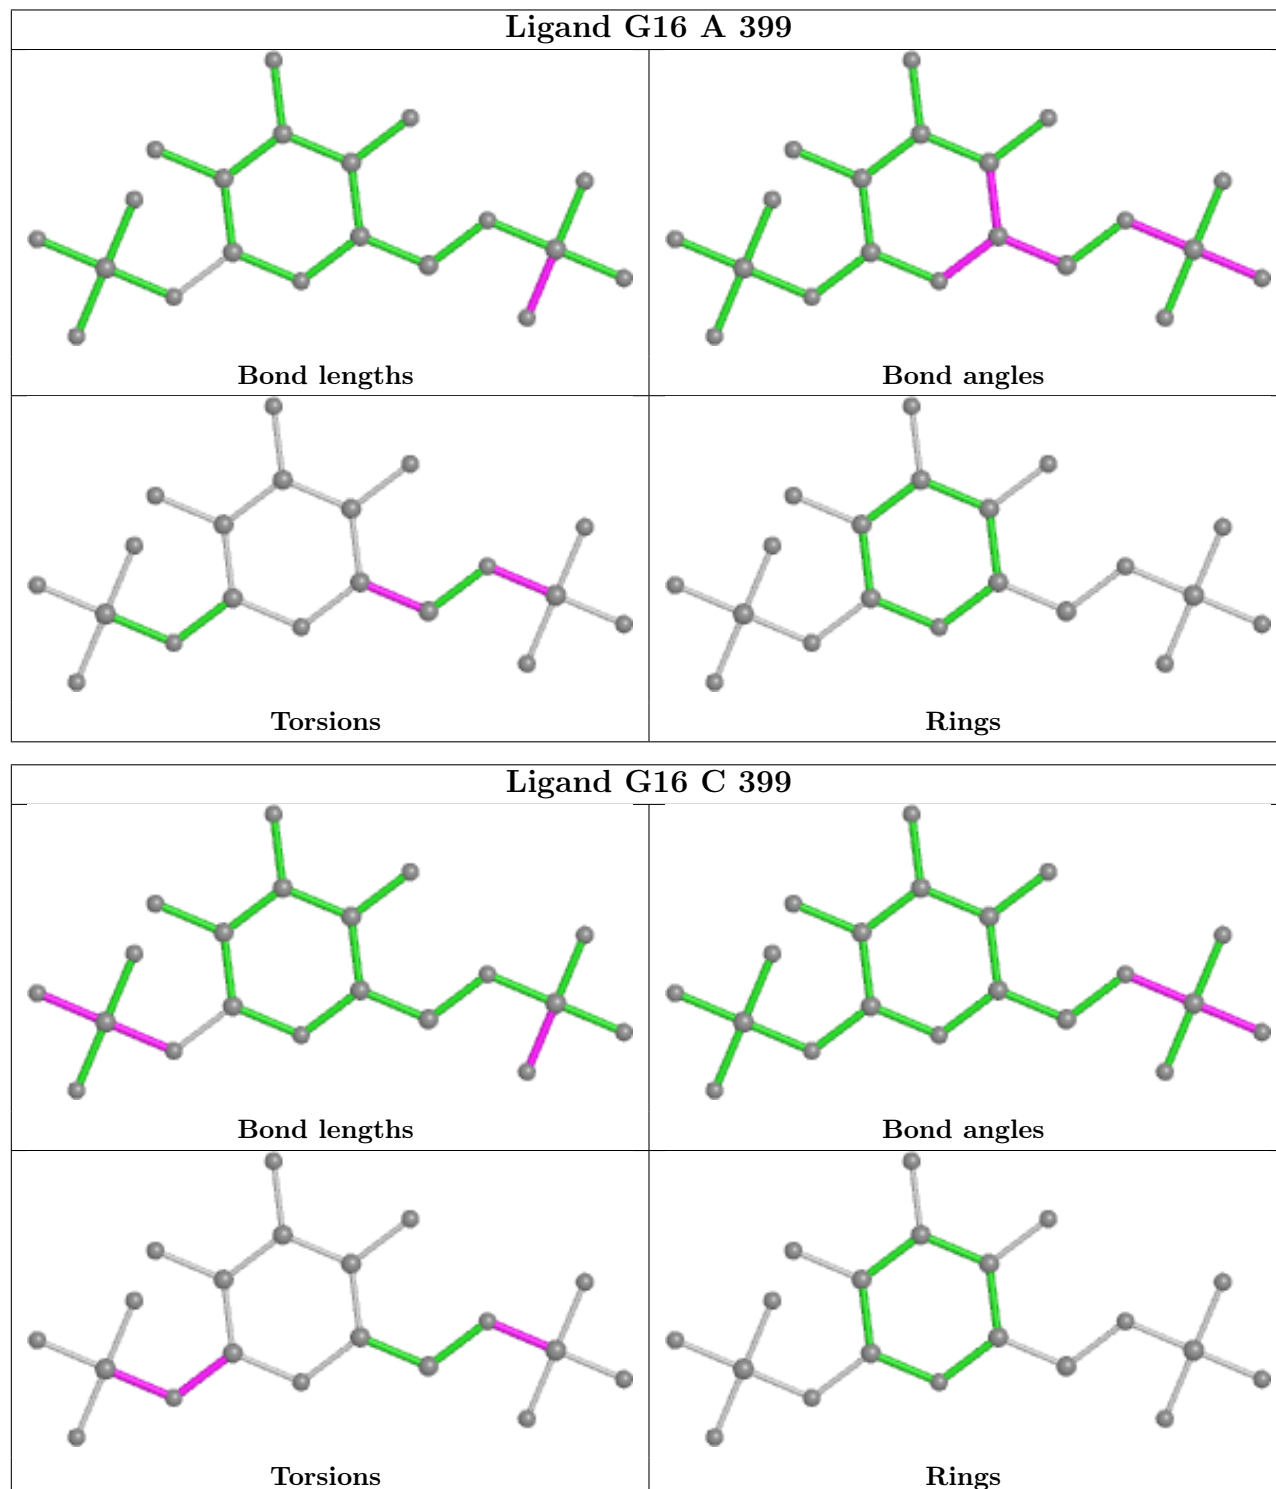 Ligand G16 A 399
Bond lengths
Bond angles
Torsions
Rings
Ligand G16 C 399
Bond lengths
Bond angles
Torsions
Rings